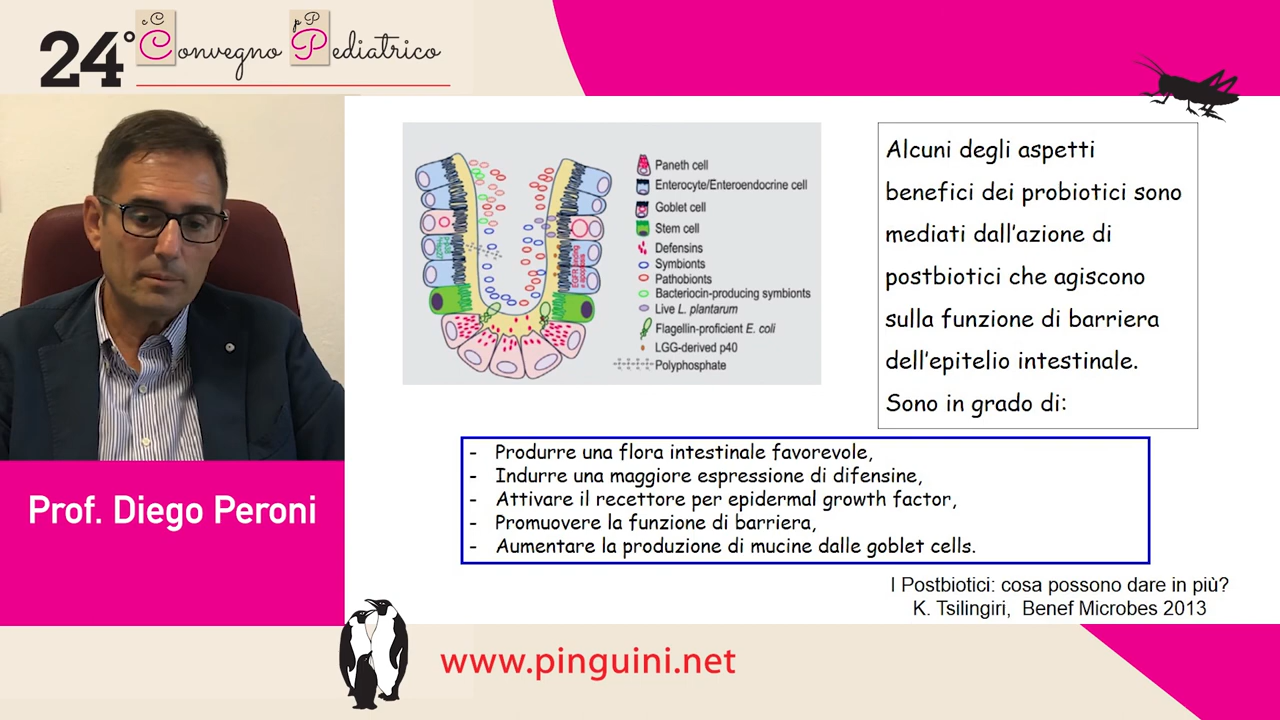 24° Convegno Pediatrico
cC
pP
Paneth cell
Enterocyte/Enteroendocrine cell
Goblet cell
Stem cell
Defensins
Symbionts
Pathobionts
Bacteriocin-producing symbionts
Live L. plantarum
Flagellin-proficient E. coli
LGG-derived p40
Polyphosphate
EGFR binding
apoptosis
Alcuni degli aspetti
benefici dei probiotici sono
mediati dall'azione di
postbiotici che agiscono
sulla funzione di barriera
dell'epitelio intestinale.
Sono in grado di:
- Produrre una flora intestinale favorevole,
- Indurre una maggiore espressione di difensine,
- Attivare il recettore per epidermal growth factor,
- Promuovere la funzione di barriera,
- Aumentare la produzione di mucine dalle goblet cells.
I Postbiotici: cosa possono dare in più?
K. Tsilingiri, Benef Microbes 2013
Prof. Diego Peroni
www.pinguini.net